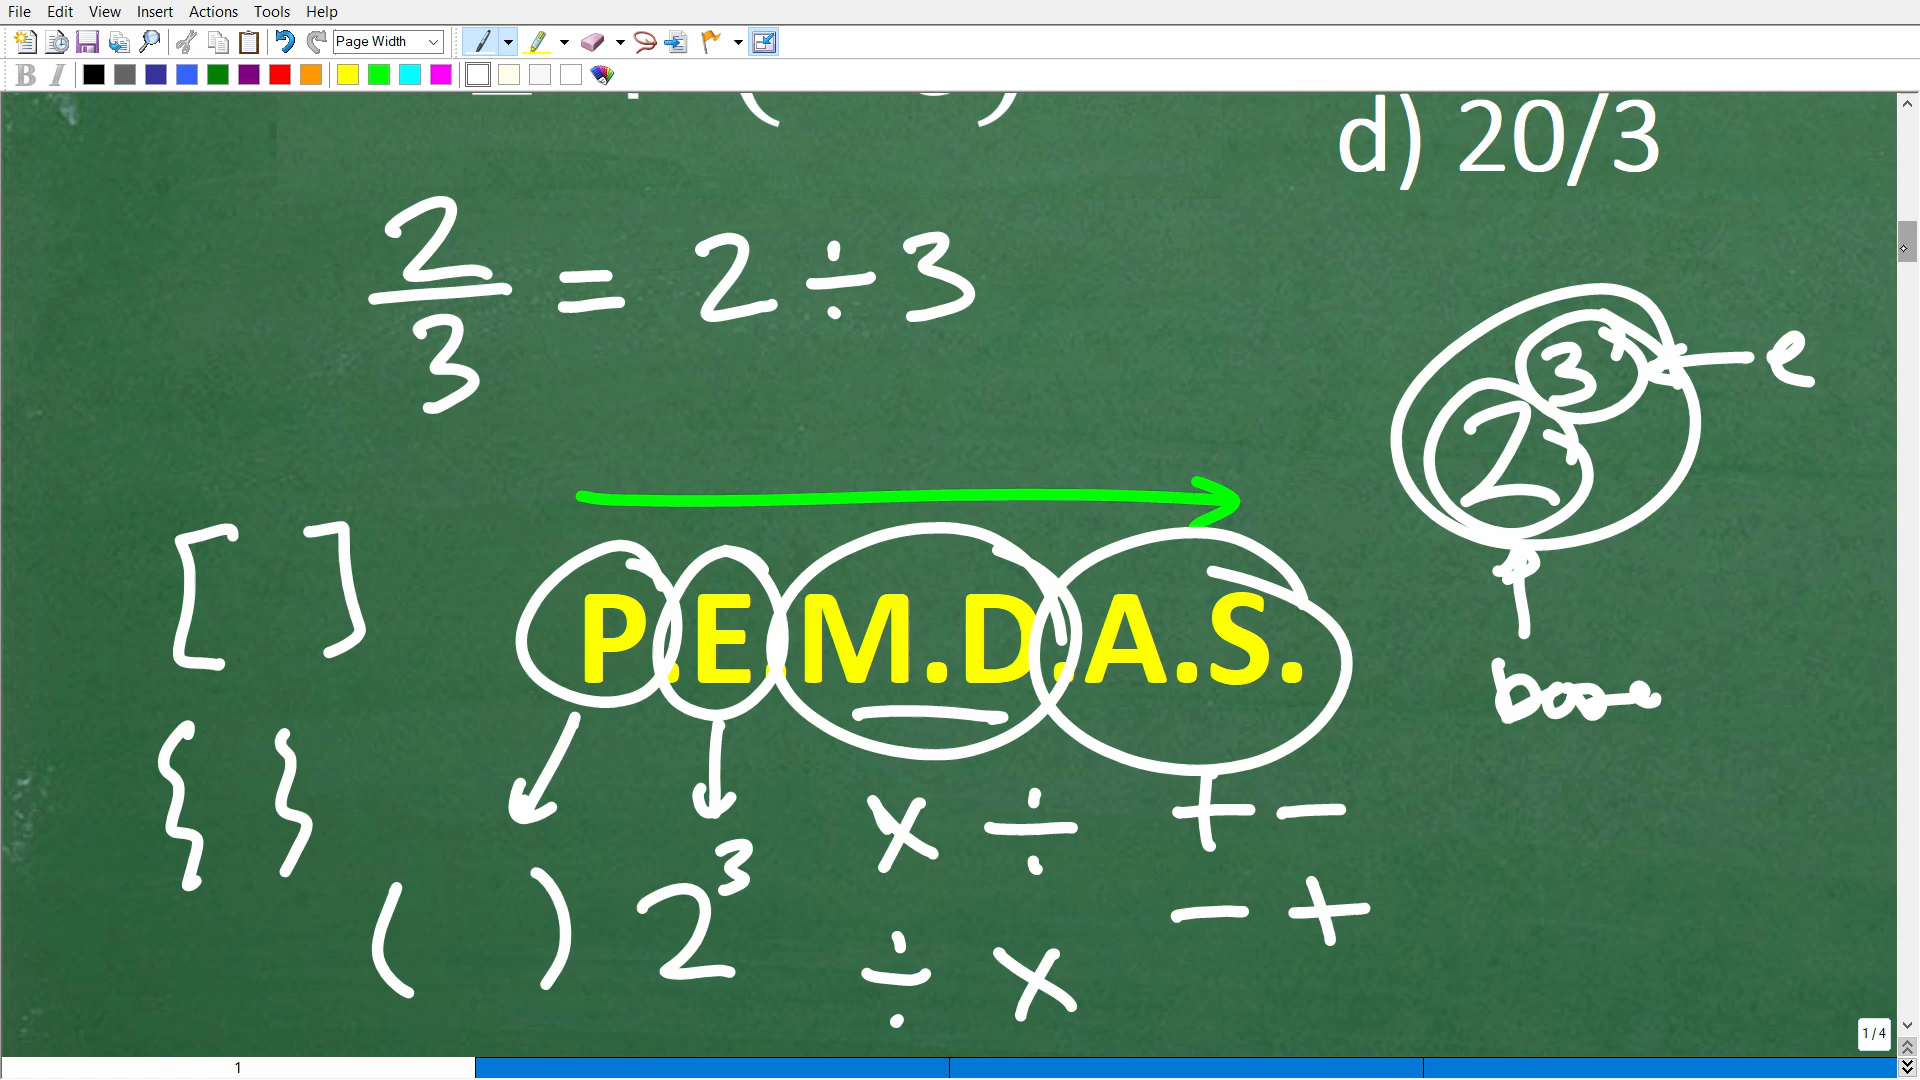 File Edit View Insert Actions Tools Help
Page Width
B I
d) 20/3
2/3 = 2 ÷ 3
2³ ← e
base
[ ]
P.E.M.D.A.S.
{ }
× ÷ + −
( ) 2³
− +
÷ ×
1 / 4
1